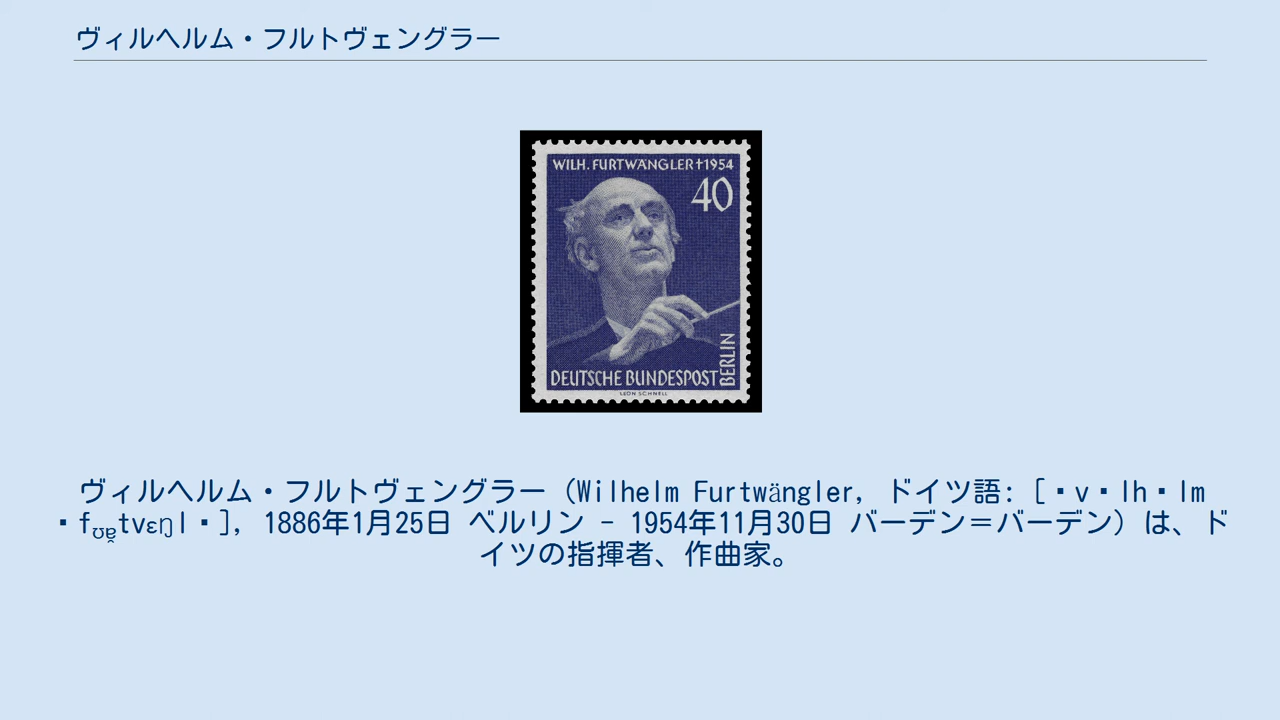 ヴィルヘルム・フルトヴェングラー
WILH. FURTWÄNGLER†1954
40
BERLIN
DEUTSCHE BUNDESPOST
LEON SCHNELL
ヴィルヘルム・フルトヴェングラー（Wilhelm Furtwängler, ドイツ語: [・v・lh・lm
・fʊɐ̯tvɛŋl・], 1886年1月25日 ベルリン - 1954年11月30日 バーデン＝バーデン）は、ド
イツの指揮者、作曲家。